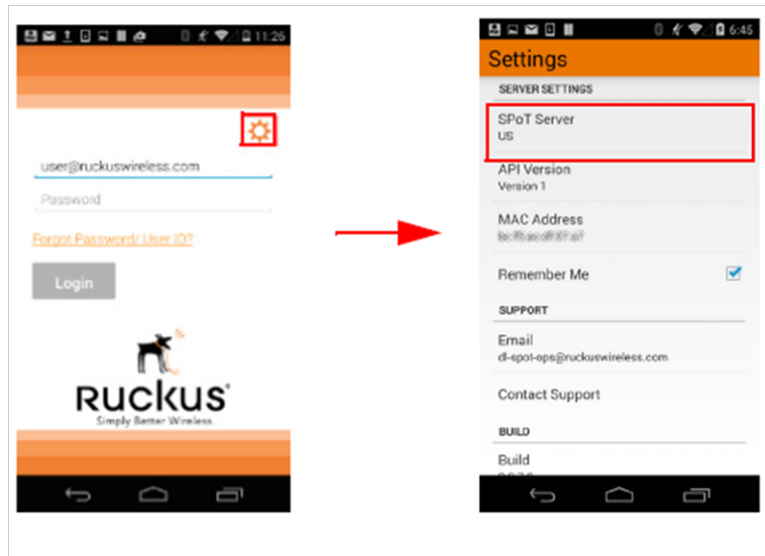 11:26
user@ruckuswireless.com
Password
Forgot Password/ User ID?
Login
Ruckus
Simply Better Wireless.
6:45
Settings
SERVER SETTINGS
SPoT Server
US
API Version
Version 1
MAC Address
Remember Me
SUPPORT
Email
dl-spot-ops@ruckuswireless.com
Contact Support
BUILD
Build